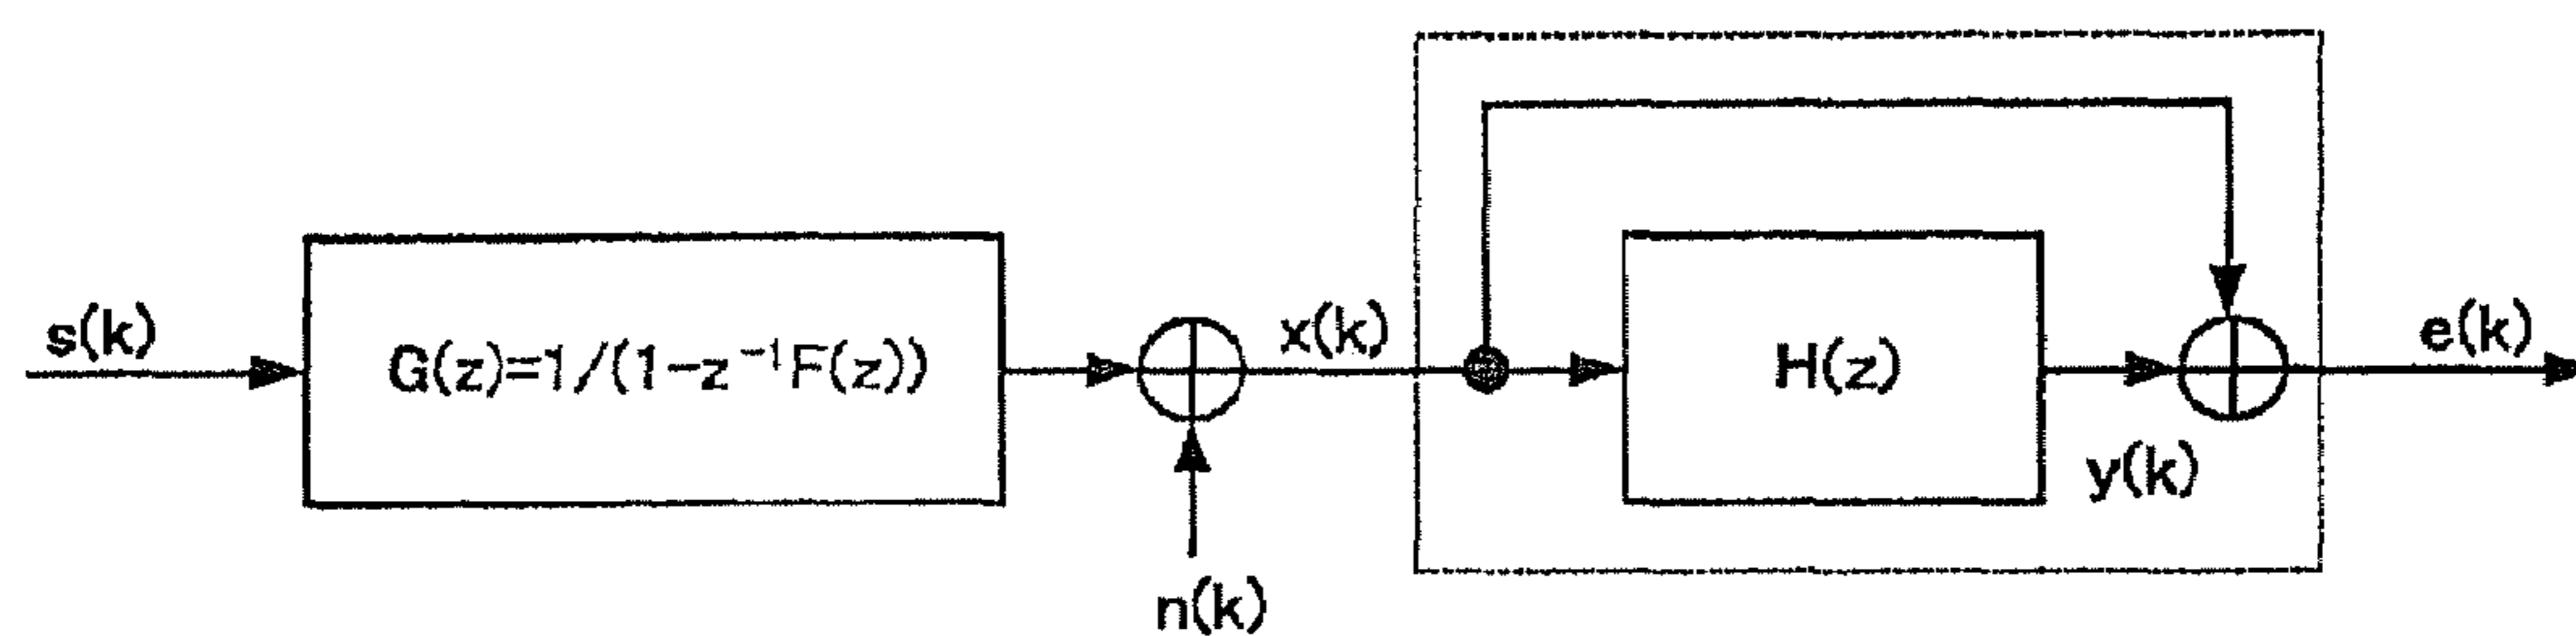 s(k)
G(z)=1/(1-z⁻¹F(z))
n(k)
x(k)
H(z)
y(k)
e(k)